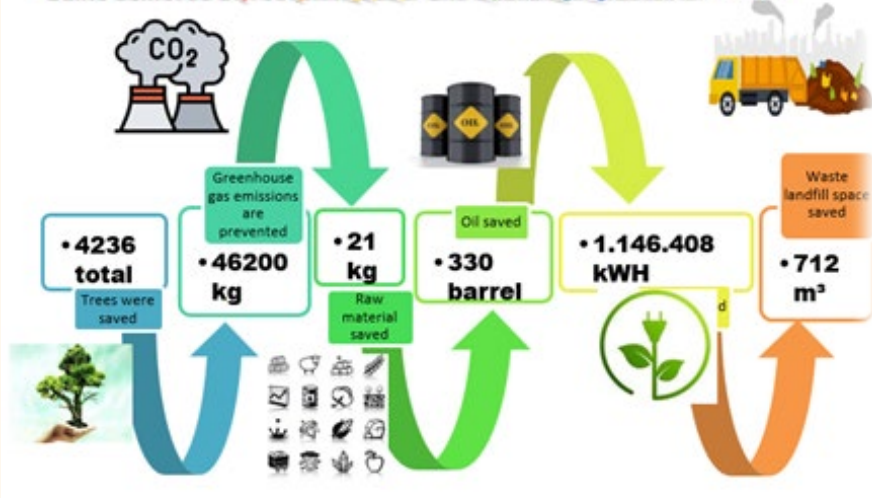 CO2
Greenhouse
gas emissions
are
prevented
• 46200
kg
• 4236
total
Trees were
saved
• 21
kg
Raw
material
saved
OIL
OIL
OIL
Oil saved
• 330
barrel
• 1.146.408
kWH
d
Waste
landfill space
saved
• 712
m³